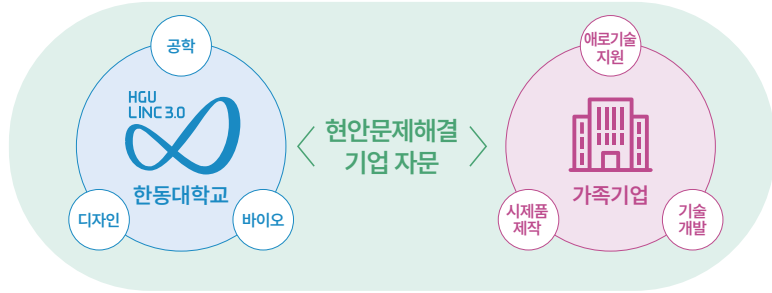 공학
HGU
LINC 3.0
한동대학교
디자인
바이오
현안문제해결
기업 자문
애로기술
지원
가족기업
시제품
제작
기술
개발